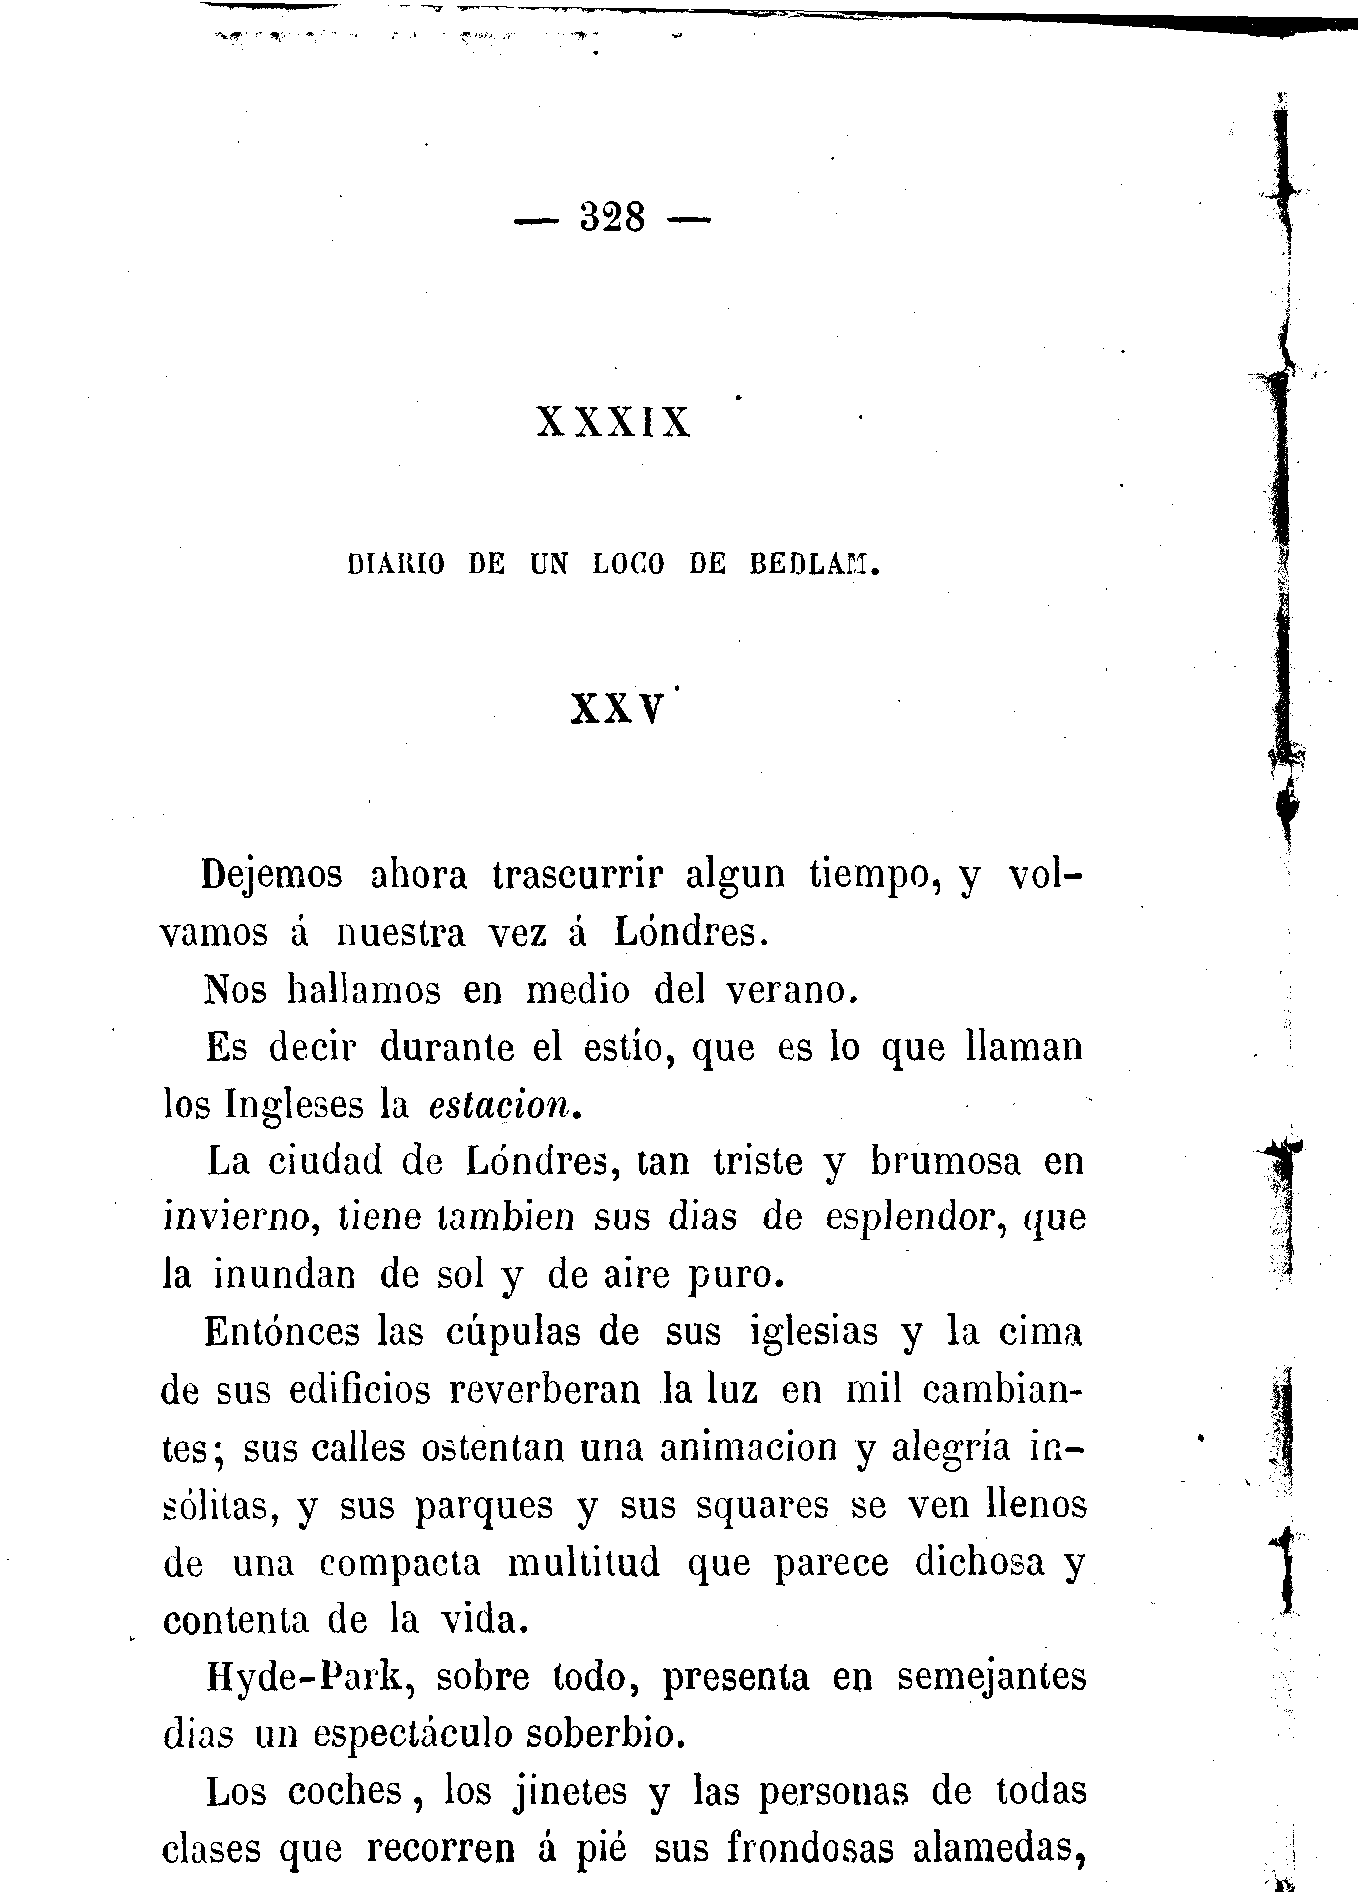 — 328 —
XXXIX
DIARIO DE UN LOCO DE BEDLAM.
XXV
Dejemos ahora trascurrir algun tiempo, y vol-
vamos á nuestra vez á Lóndres.
Nos hallamos en medio del verano.
Es decir durante el estío, que es lo que llaman
los Ingleses la estacion.
La ciudad de Lóndres, tan triste y brumosa en
invierno, tiene tambien sus dias de esplendor, que
la inundan de sol y de aire puro.
Entónces las cúpulas de sus iglesias y la cima
de sus edificios reverberan la luz en mil cambian-
tes; sus calles ostentan una animacion y alegría in-
sólitas, y sus parques y sus squares se ven llenos
de una compacta multitud que parece dichosa y
contenta de la vida.
Hyde-Park, sobre todo, presenta en semejantes
dias un espectáculo soberbio.
Los coches, los jinetes y las personas de todas
clases que recorren á pié sus frondosas alamedas,